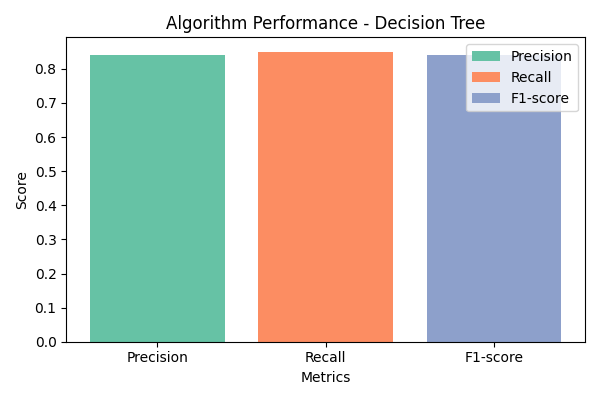 Algorithm Performance - Decision Tree
Precision
Recall
F1-score
Score
0.8
0.7
0.6
0.5
0.4
0.3
0.2
0.1
0.0
Precision Recall F1-score
Metrics